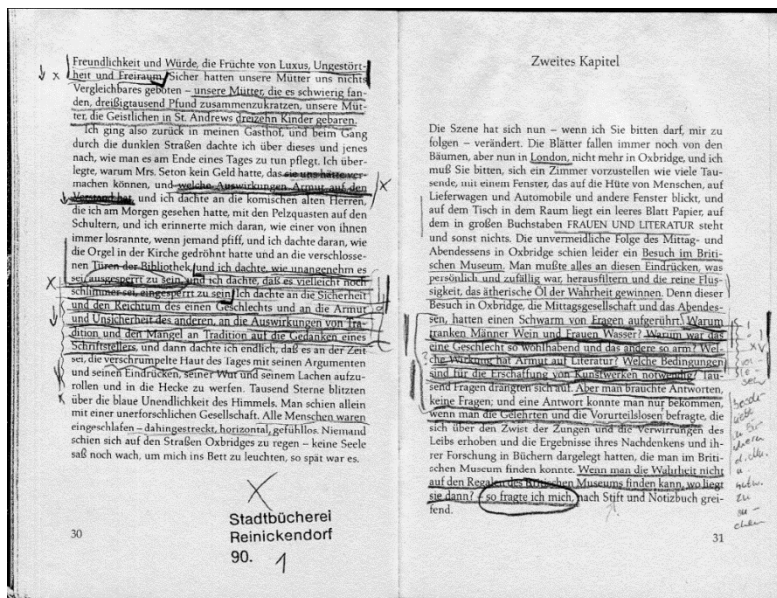 Freundlichkeit und Würde, die Früchte von Luxus, Ungestört-
heit und Freiraum. Sicher hatten unsere Mütter uns nichts
Vergleichbares geboten – unsere Mütter, die es schwierig fan-
den, dreißigtausend Pfund zusammenzukratzen, unsere Müt-
ter, die Geistlichen in St. Andrews dreizehn Kinder gebaren.
Ich ging also zurück in meinen Gasthof, und beim Gang
durch die dunklen Straßen dachte ich über dieses und jenes
nach, wie man es am Ende eines Tages zu tun pflegt. Ich über-
legte, warum Mrs. Seton kein Geld hatte, das sie uns hätte ver-
machen können, und welche Auswirkungen Armut auf den
Verstand hat, und ich dachte an die komischen alten Herren,
die ich am Morgen gesehen hatte, mit den Pelzquasten auf den
Schultern, und ich erinnerte mich daran, wie einer von ihnen
immer losrannte, wenn jemand pfiff, und ich dachte daran, wie
die Orgel in der Kirche gedröhnt hatte und an die verschlosse-
nen Türen der Bibliothek, und ich dachte, wie unangenehm es
sei, ausgesperrt zu sein, und ich dachte, daß es vielleicht noch
schlimmer sei, eingesperrt zu sein. Ich dachte an die Sicherheit
und den Reichtum des einen Geschlechts und an die Armut
und Unsicherheit des anderen, an die Auswirkungen von Tra-
dition und den Mangel an Tradition auf die Gedanken eines
Schriftstellers, und dann dachte ich endlich, daß es an der Zeit
sei, die verschrumpelte Haut des Tages mit seinen Argumenten
und seinen Eindrücken, seiner Wut und seinem Lachen aufzu-
rollen und in die Hecke zu werfen. Tausend Sterne blitzten
über die blaue Unendlichkeit des Himmels. Man schien allein
mit einer unerforschlichen Gesellschaft. Alle Menschen waren
eingeschlafen – dahingestreckt, horizontal, gefühllos. Niemand
schien sich auf den Straßen Oxbridges zu regen – keine Seele
saß noch wach, um mich ins Bett zu leuchten, so spät war es.
Stadtbücherei
Reinickendorf
90. 1
30
Zweites Kapitel
Die Szene hat sich nun – wenn ich Sie bitten darf, mir zu
folgen – verändert. Die Blätter fallen immer noch von den
Bäumen, aber nun in London, nicht mehr in Oxbridge, und ich
muß Sie bitten, sich ein Zimmer vorzustellen wie viele Tau-
sende, mit einem Fenster, das auf die Hüte von Menschen, auf
Lieferwagen und Automobile und andere Fenster blickt, und
auf dem Tisch in dem Raum liegt ein leeres Blatt Papier, auf
dem in großen Buchstaben FRAUEN UND LITERATUR steht
und sonst nichts. Die unvermeidliche Folge des Mittag- und
Abendessens in Oxbridge schien leider ein Besuch im Briti-
schen Museum. Man mußte alles an diesen Eindrücken, was
persönlich und zufällig war, herausfiltern und die reine Flüs-
sigkeit, das ätherische Öl der Wahrheit gewinnen. Denn dieser
Besuch in Oxbridge, die Mittagsgesellschaft und das Abendes-
sen, hatten einen Schwarm von Fragen aufgerührt. Warum
tranken Männer Wein und Frauen Wasser? Warum war das
eine Geschlecht so wohlhabend und das andere so arm? Wel-
che Wirkung hat Armut auf Literatur? Welche Bedingungen
sind für die Erschaffung von Kunstwerken notwendig? Tau-
send Fragen drängten sich auf. Aber man brauchte Antworten,
keine Fragen; und eine Antwort konnte man nur bekommen,
wenn man die Gelehrten und die Vorurteilslosen befragte, die
sich über den Zwist der Zungen und die Verwirrungen des
Leibs erhoben und die Ergebnisse ihres Nachdenkens und ih-
rer Forschung in Büchern dargelegt hatten, die man im Briti-
schen Museum finden konnte. Wenn man die Wahrheit nicht
auf den Regalen des Britischen Museums finden kann, wo liegt
sie dann? – so fragte ich mich, nach Stift und Notizbuch grei-
fend.
31